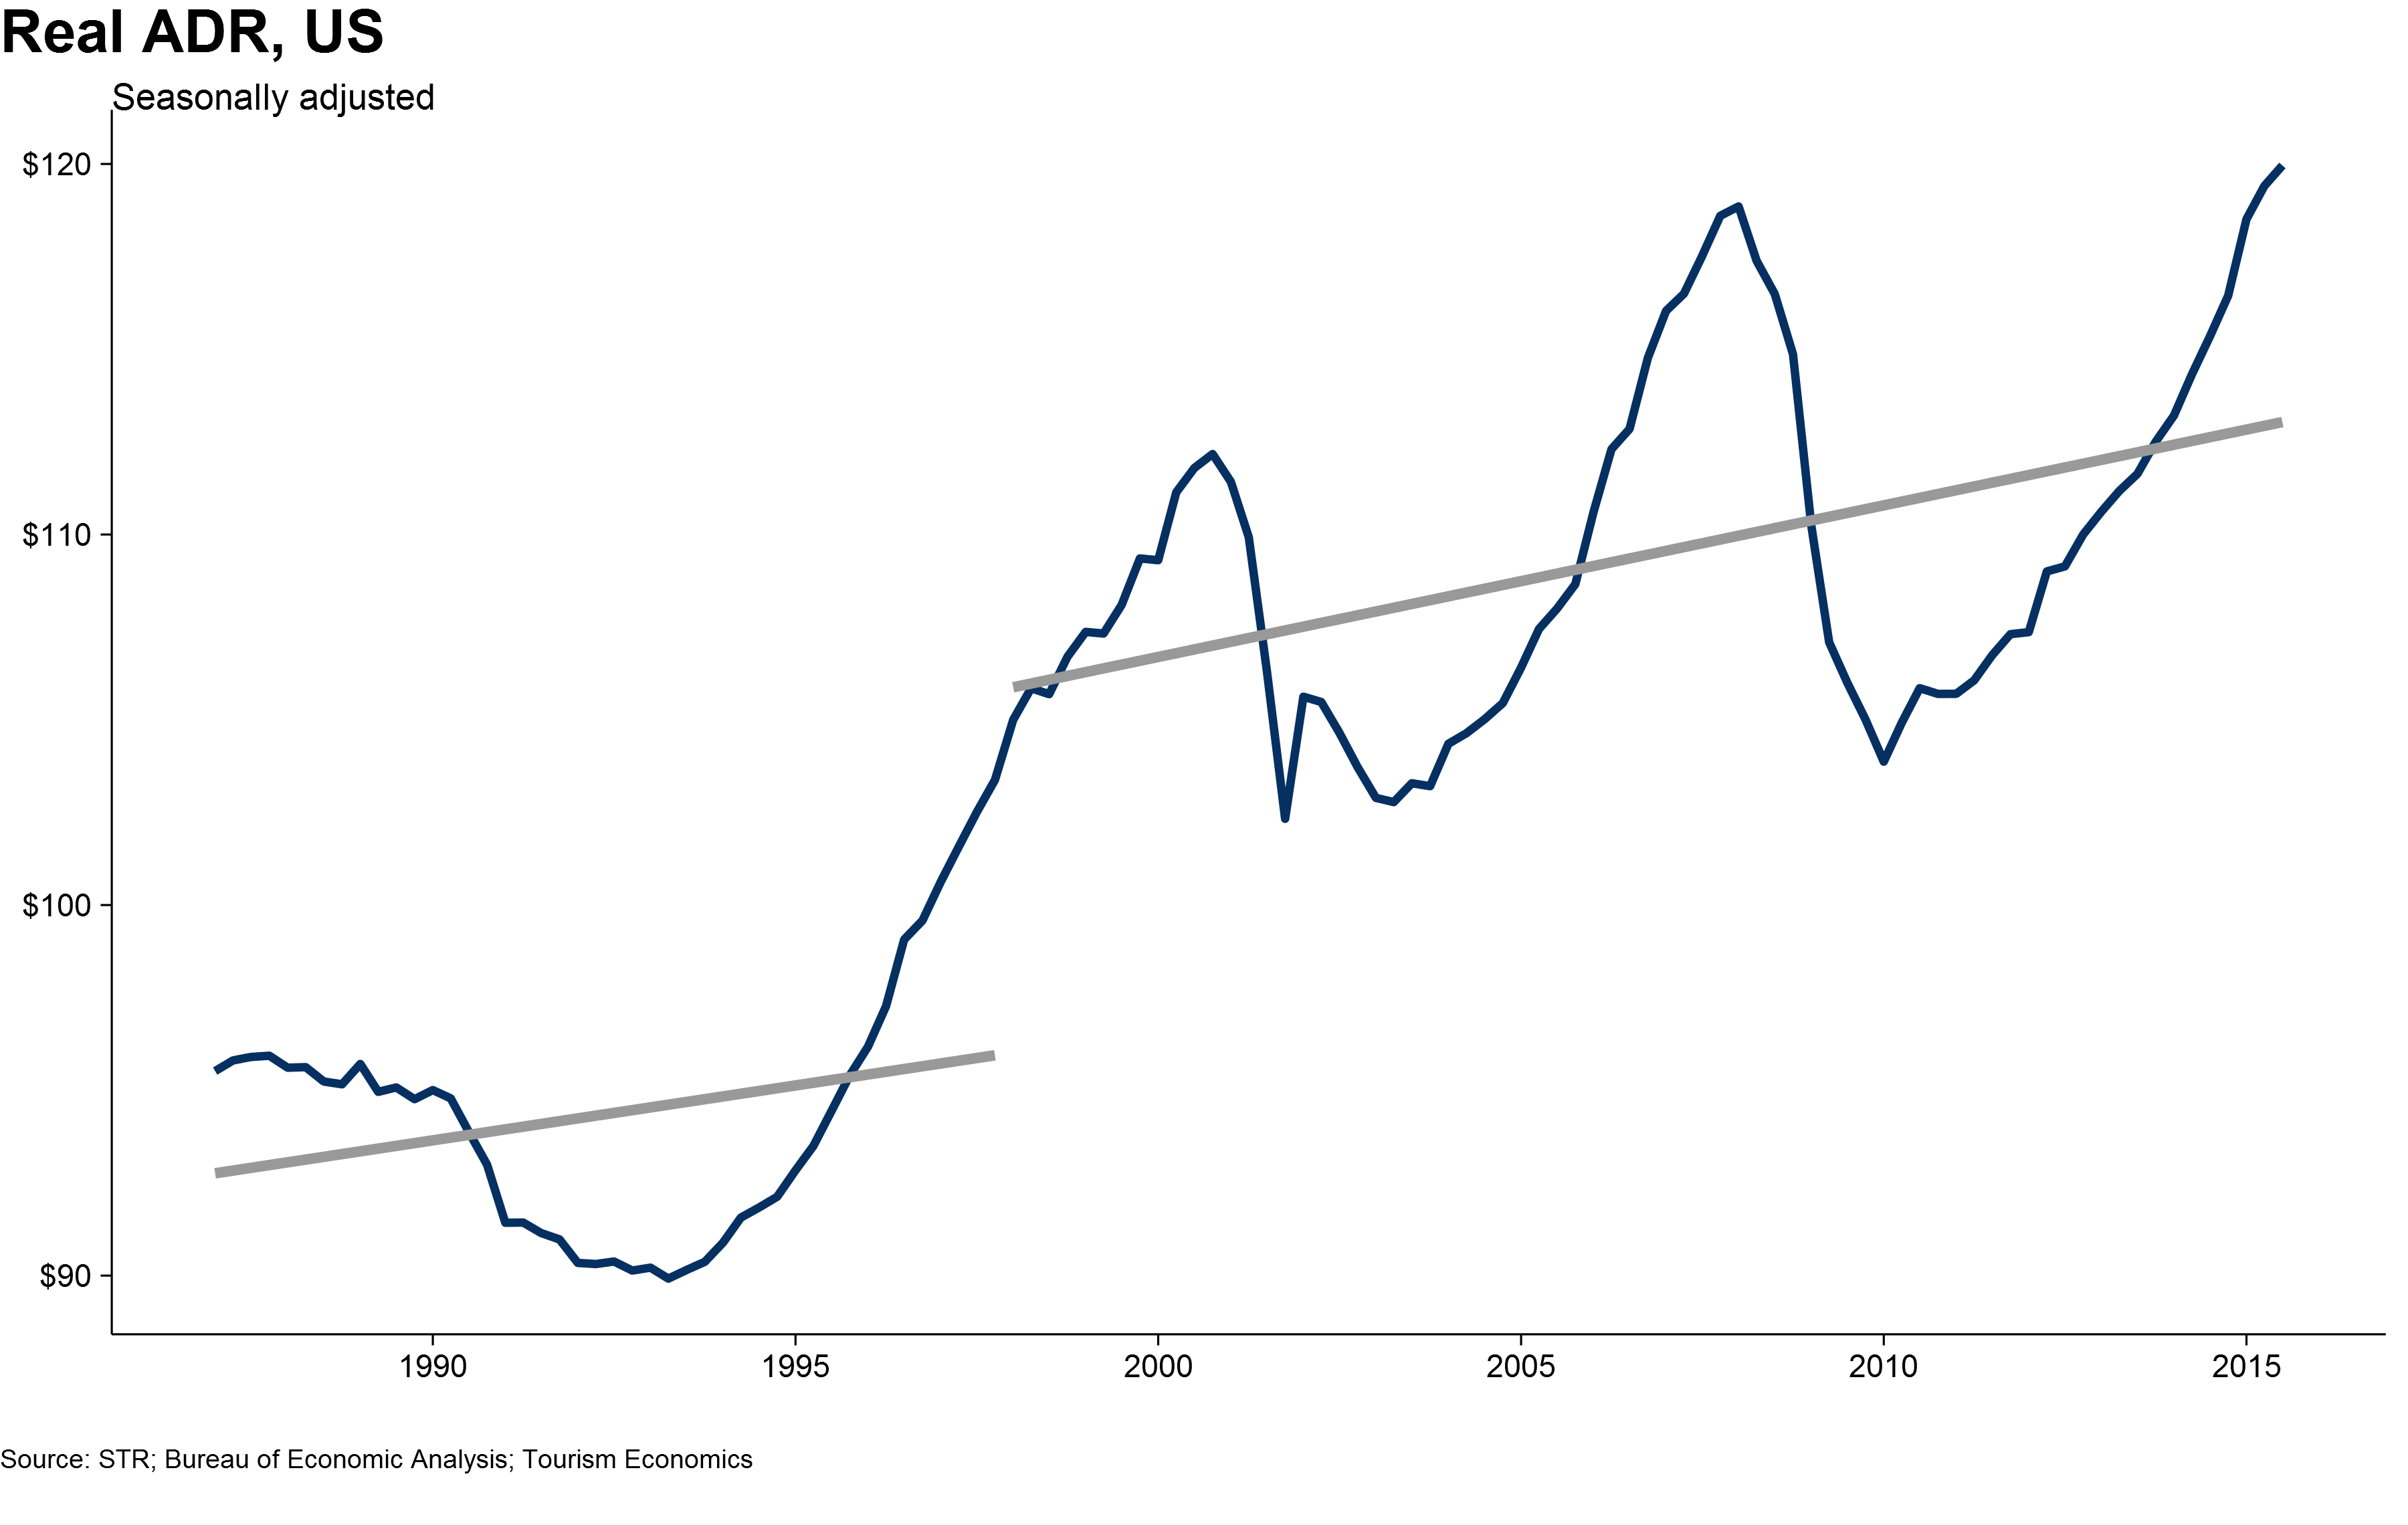 Real ADR, US
Seasonally adjusted
$120
$110
$100
$90
1990 1995 2000 2005 2010 2015
Source: STR; Bureau of Economic Analysis; Tourism Economics